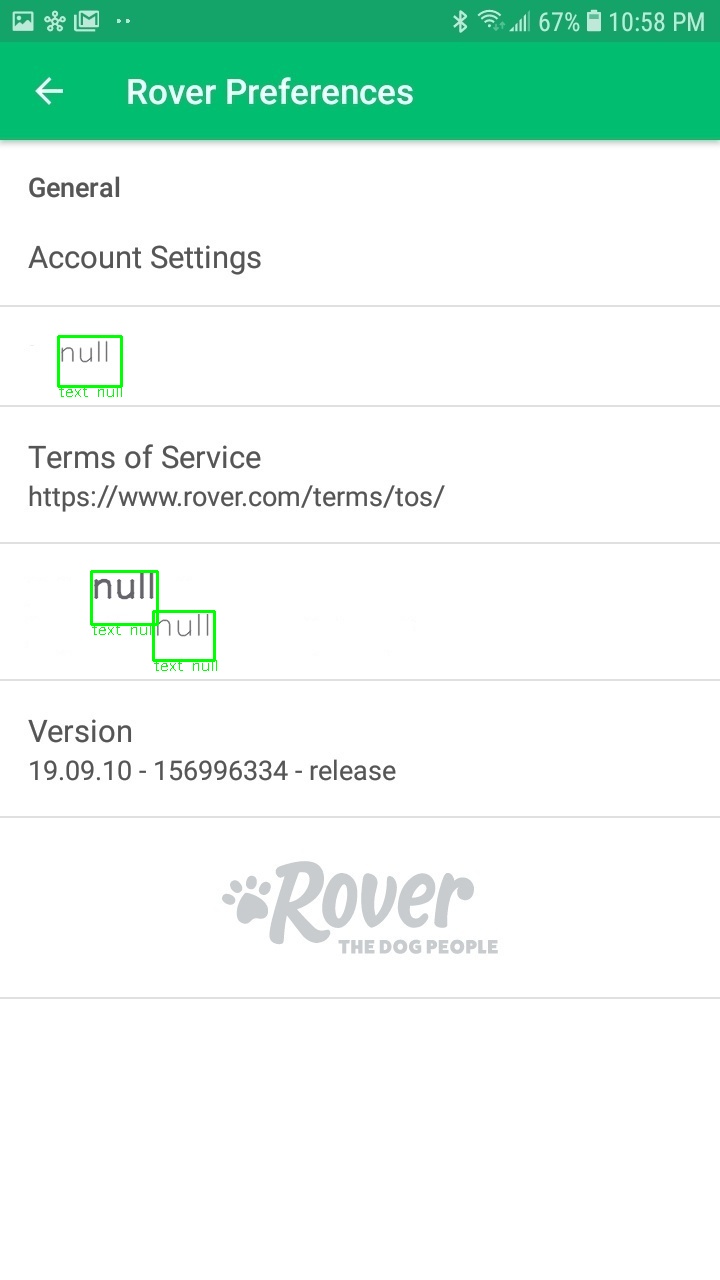 67% 10:58 PM
Rover Preferences
General
Account Settings
null
text null
Terms of Service
https://www.rover.com/terms/tos/
null
text null
null
text null
Version
19.09.10 - 156996334 - release
Rover
THE DOG PEOPLE